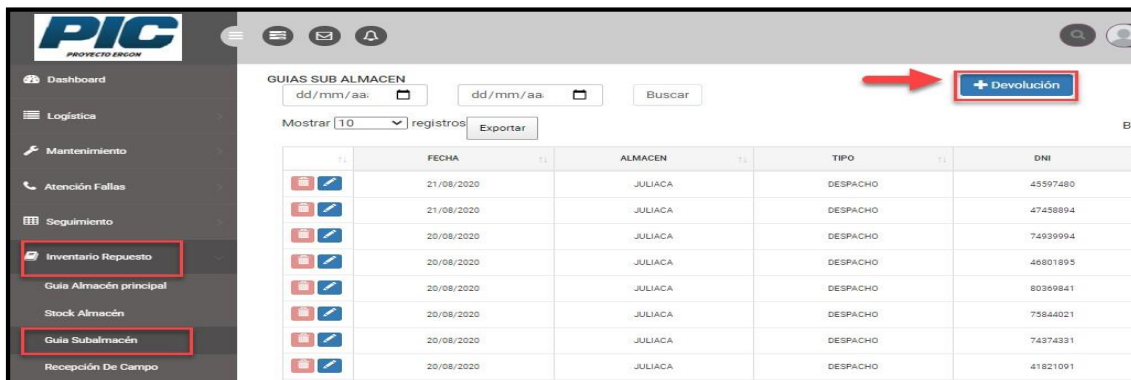 PIC
PROYECTO ERGON
Dashboard
Logística
Mantenimiento
Atención Fallas
Seguimiento
Inventario Repuesto
Guia Almacén principal
Stock Almacén
Guia Subalmacén
Recepción De Campo
GUIAS SUB ALMACEN
dd/mm/aa dd/mm/aa Buscar
+ Devolución
Mostrar 10 registros Exportar
B
FECHA ALMACEN TIPO DNI
21/08/2020 JULIACA DESPACHO 45597480
21/08/2020 JULIACA DESPACHO 47458894
20/08/2020 JULIACA DESPACHO 74939994
20/08/2020 JULIACA DESPACHO 46801895
20/08/2020 JULIACA DESPACHO 80369841
20/08/2020 JULIACA DESPACHO 75844021
20/08/2020 JULIACA DESPACHO 74374331
20/08/2020 JULIACA DESPACHO 41821091